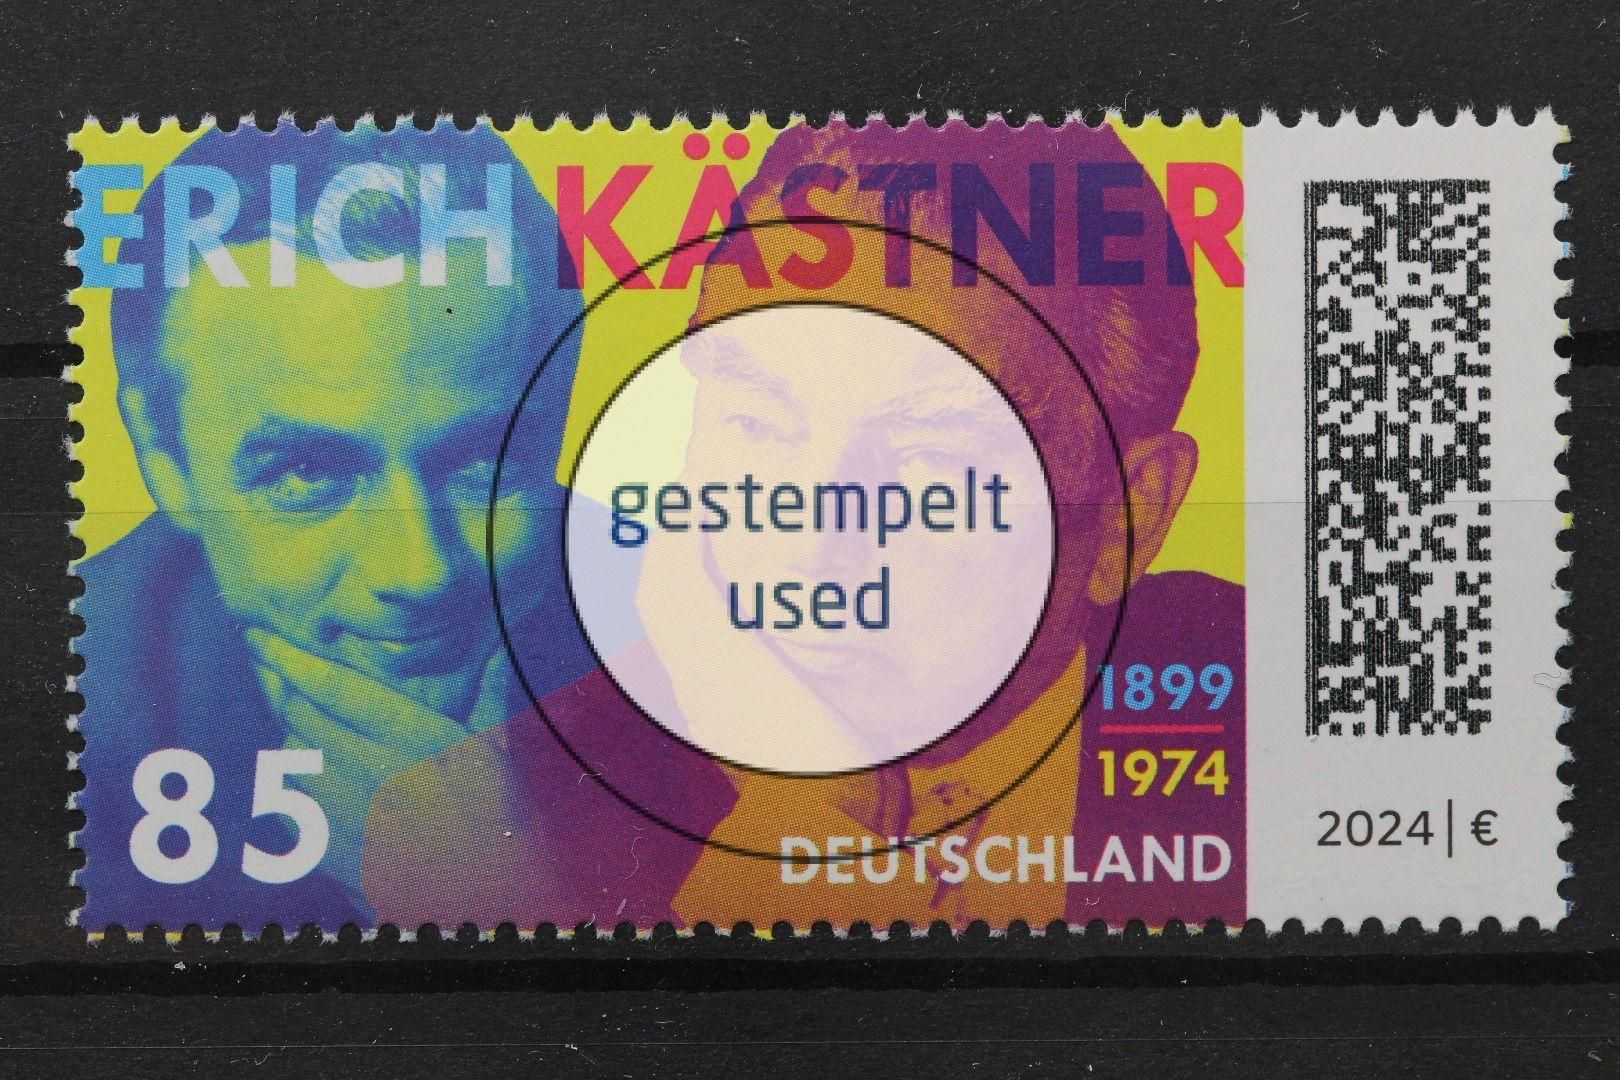 ERICH KÄSTNER
gestempelt
used
1899
1974
85
DEUTSCHLAND
2024 | €